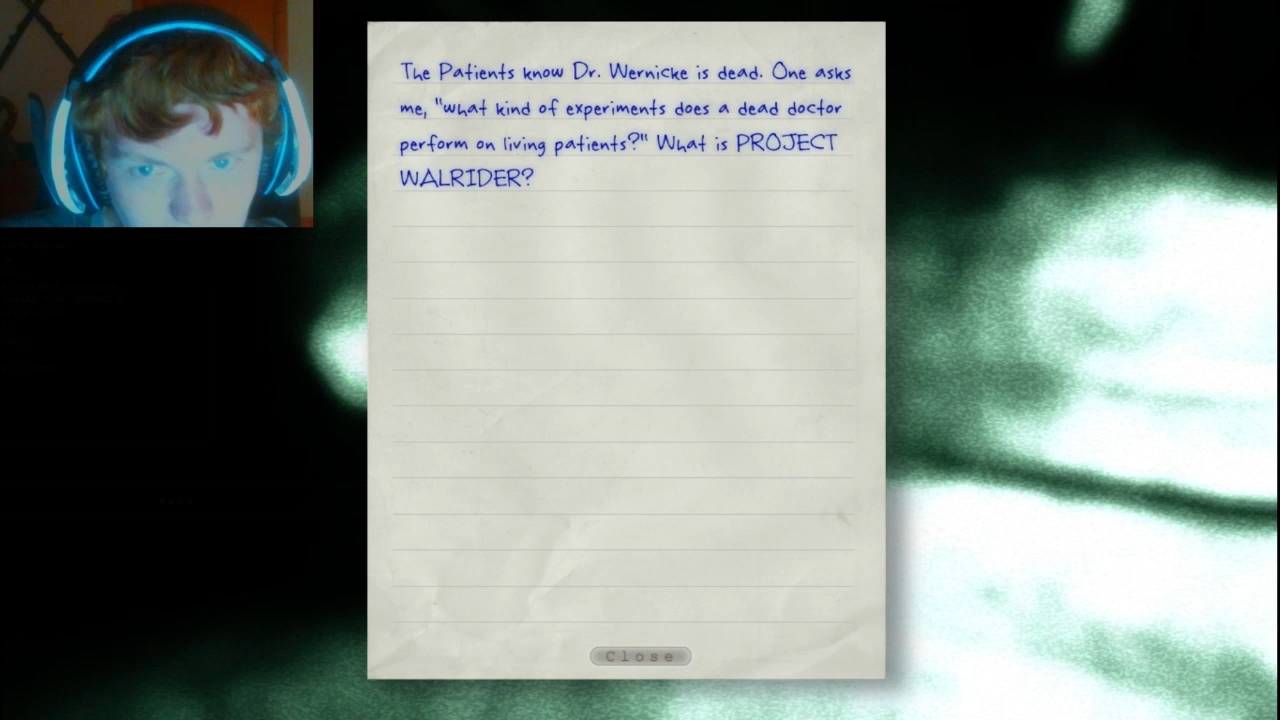 The Patients know Dr. Wernicke is dead. One asks
me, "what kind of experiments does a dead doctor
perform on living patients?" What is PROJECT
WALRIDER?
Close